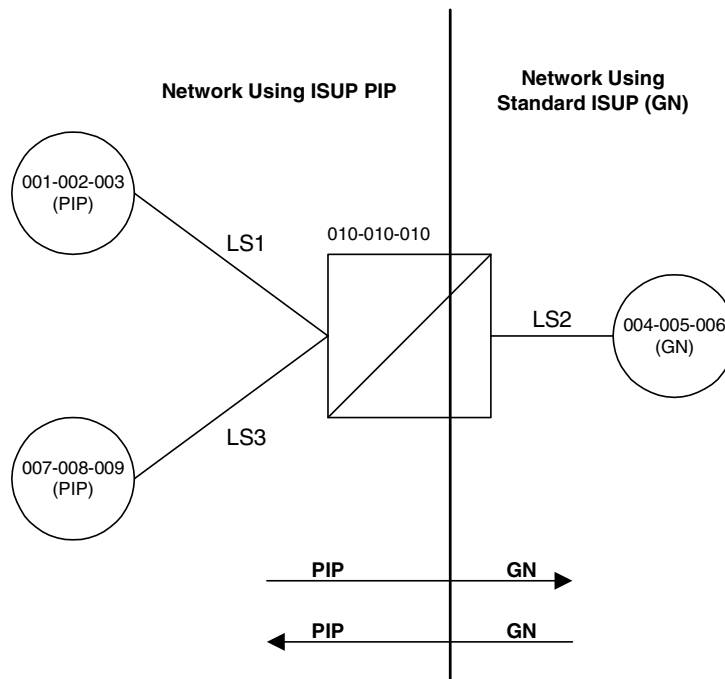 Network Using ISUP PIP
Network Using
Standard ISUP (GN)
001-002-003
(PIP)
LS1
010-010-010
LS2
004-005-006
(GN)
LS3
007-008-009
(PIP)
PIP GN
PIP GN